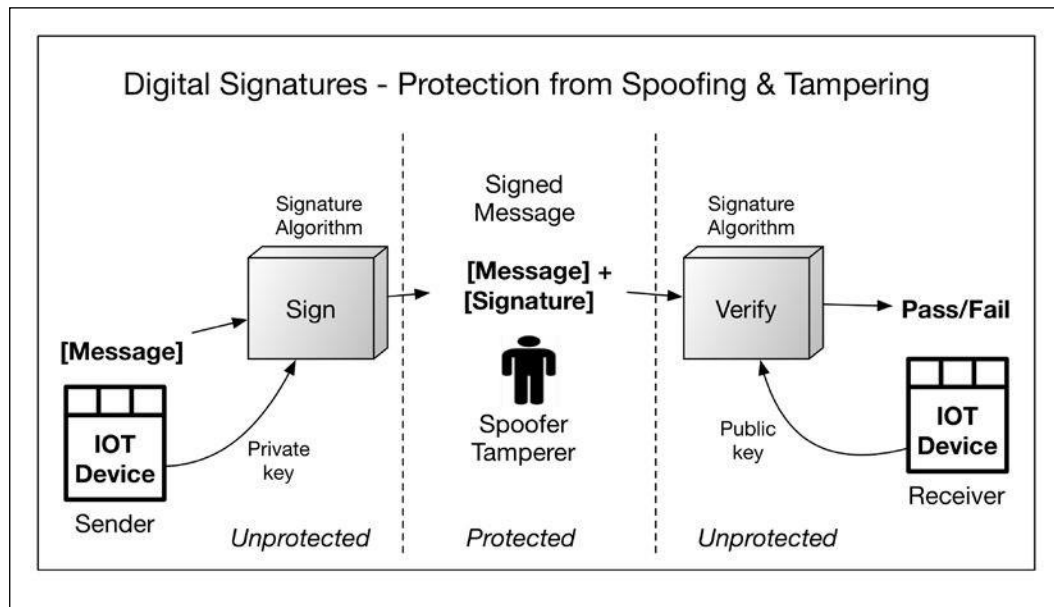 Digital Signatures - Protection from Spoofing & Tampering
Signature
Algorithm
Sign
[Message]
IOT
Device
Sender
Private
key
Unprotected
Signed
Message
[Message] +
[Signature]
Spoofer
Tamperer
Protected
Signature
Algorithm
Verify
Pass/Fail
Public
key
IOT
Device
Receiver
Unprotected